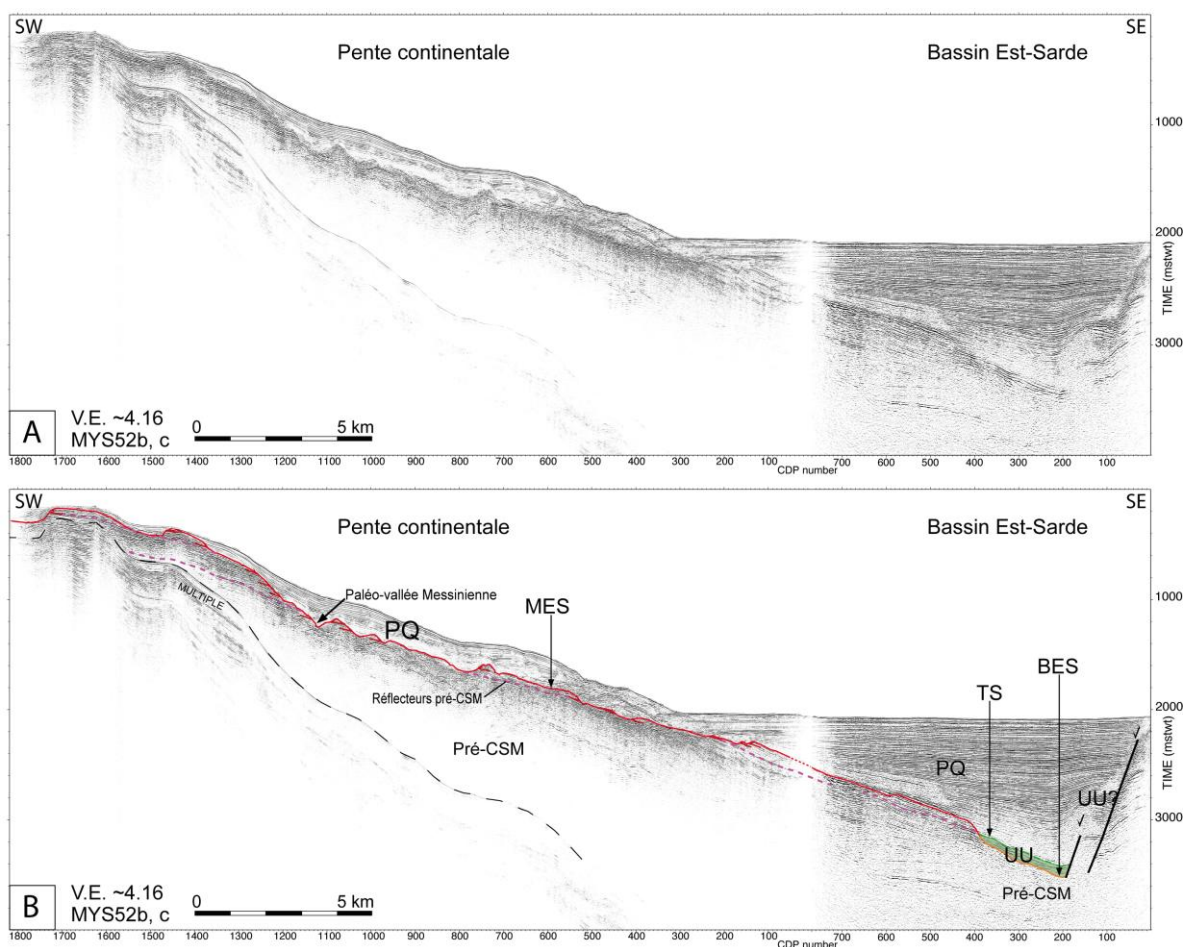 SW SE
Pente continentale Bassin Est-Sarde
1000
2000
TIME (mstwt)
3000
A
V.E. ~4.16
MYS52b, c
0 5 km
1800 1700 1600 1500 1400 1300 1200 1100 1000 900 800 700 600 500 400 300 200 100 700 600 500 400 300 200 100
CDP number
SW SE
Pente continentale Bassin Est-Sarde
1000
MULTIPLE
Paléo-vallée Messinienne
PQ
MES
Réflecteurs pré-CSM
BES
TS
2000
TIME (mstwt)
Pré-CSM
PQ
UU?
3000
UU
Pré-CSM
B
V.E. ~4.16
MYS52b, c
0 5 km
1800 1700 1600 1500 1400 1300 1200 1100 1000 900 800 700 600 500 400 300 200 100 700 600 500 400 300 200 100
CDP number